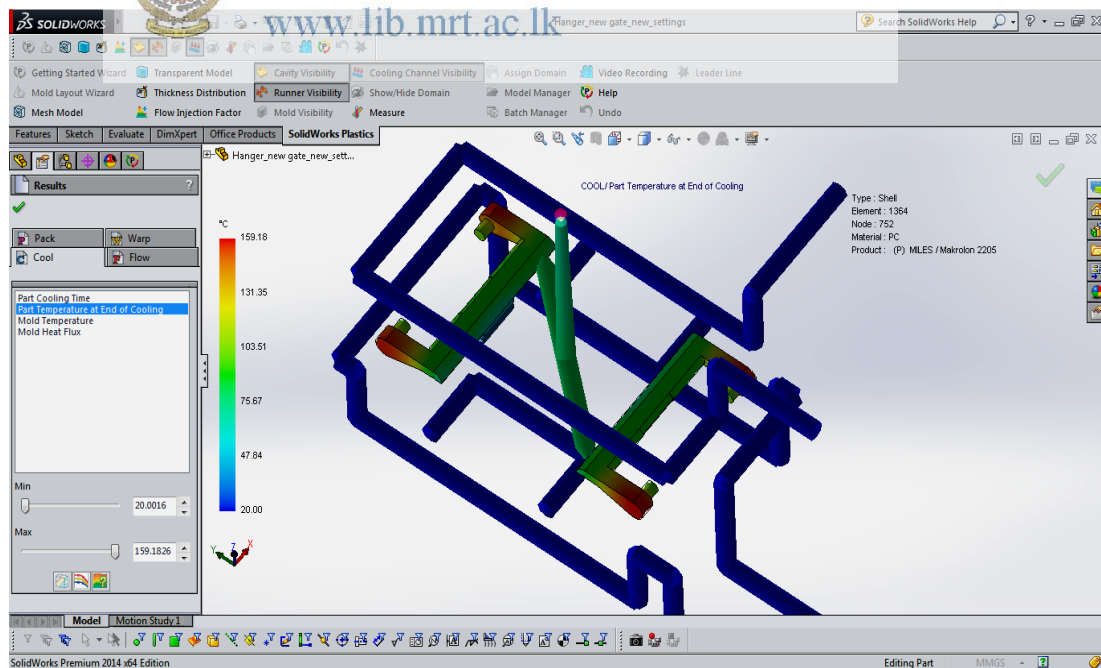 SOLIDWORKS
www.lib.mrt.ac.lk
Hanger_new gate_new_settings
Search SolidWorks Help
Getting Started Wizard Transparent Model Cavity Visibility Cooling Channel Visibility Assign Domain Video Recording Leader Line
Mold Layout Wizard Thickness Distribution Runner Visibility Show/Hide Domain Model Manager Help
Mesh Model Flow Injection Factor Mold Visibility Measure Batch Manager Undo
Features Sketch Evaluate DimXpert Office Products SolidWorks Plastics
Hanger_new gate_new_sett...
Results ?
Pack Warp
Cool Flow
Part Cooling Time
Part Temperature at End of Cooling
Mold Temperature
Mold Heat Flux
Min
20.0016
Max
159.1826
°C
159.18
131.35
103.51
75.67
47.84
20.00
COOL/Part Temperature at End of Cooling
Type : Shell
Element : 1364
Node : 752
Material : PC
Product : (P) MILES / Makrolon 2205
Y Z X
Model Motion Study 1
SolidWorks Premium 2014 x64 Edition Editing Part MMGS